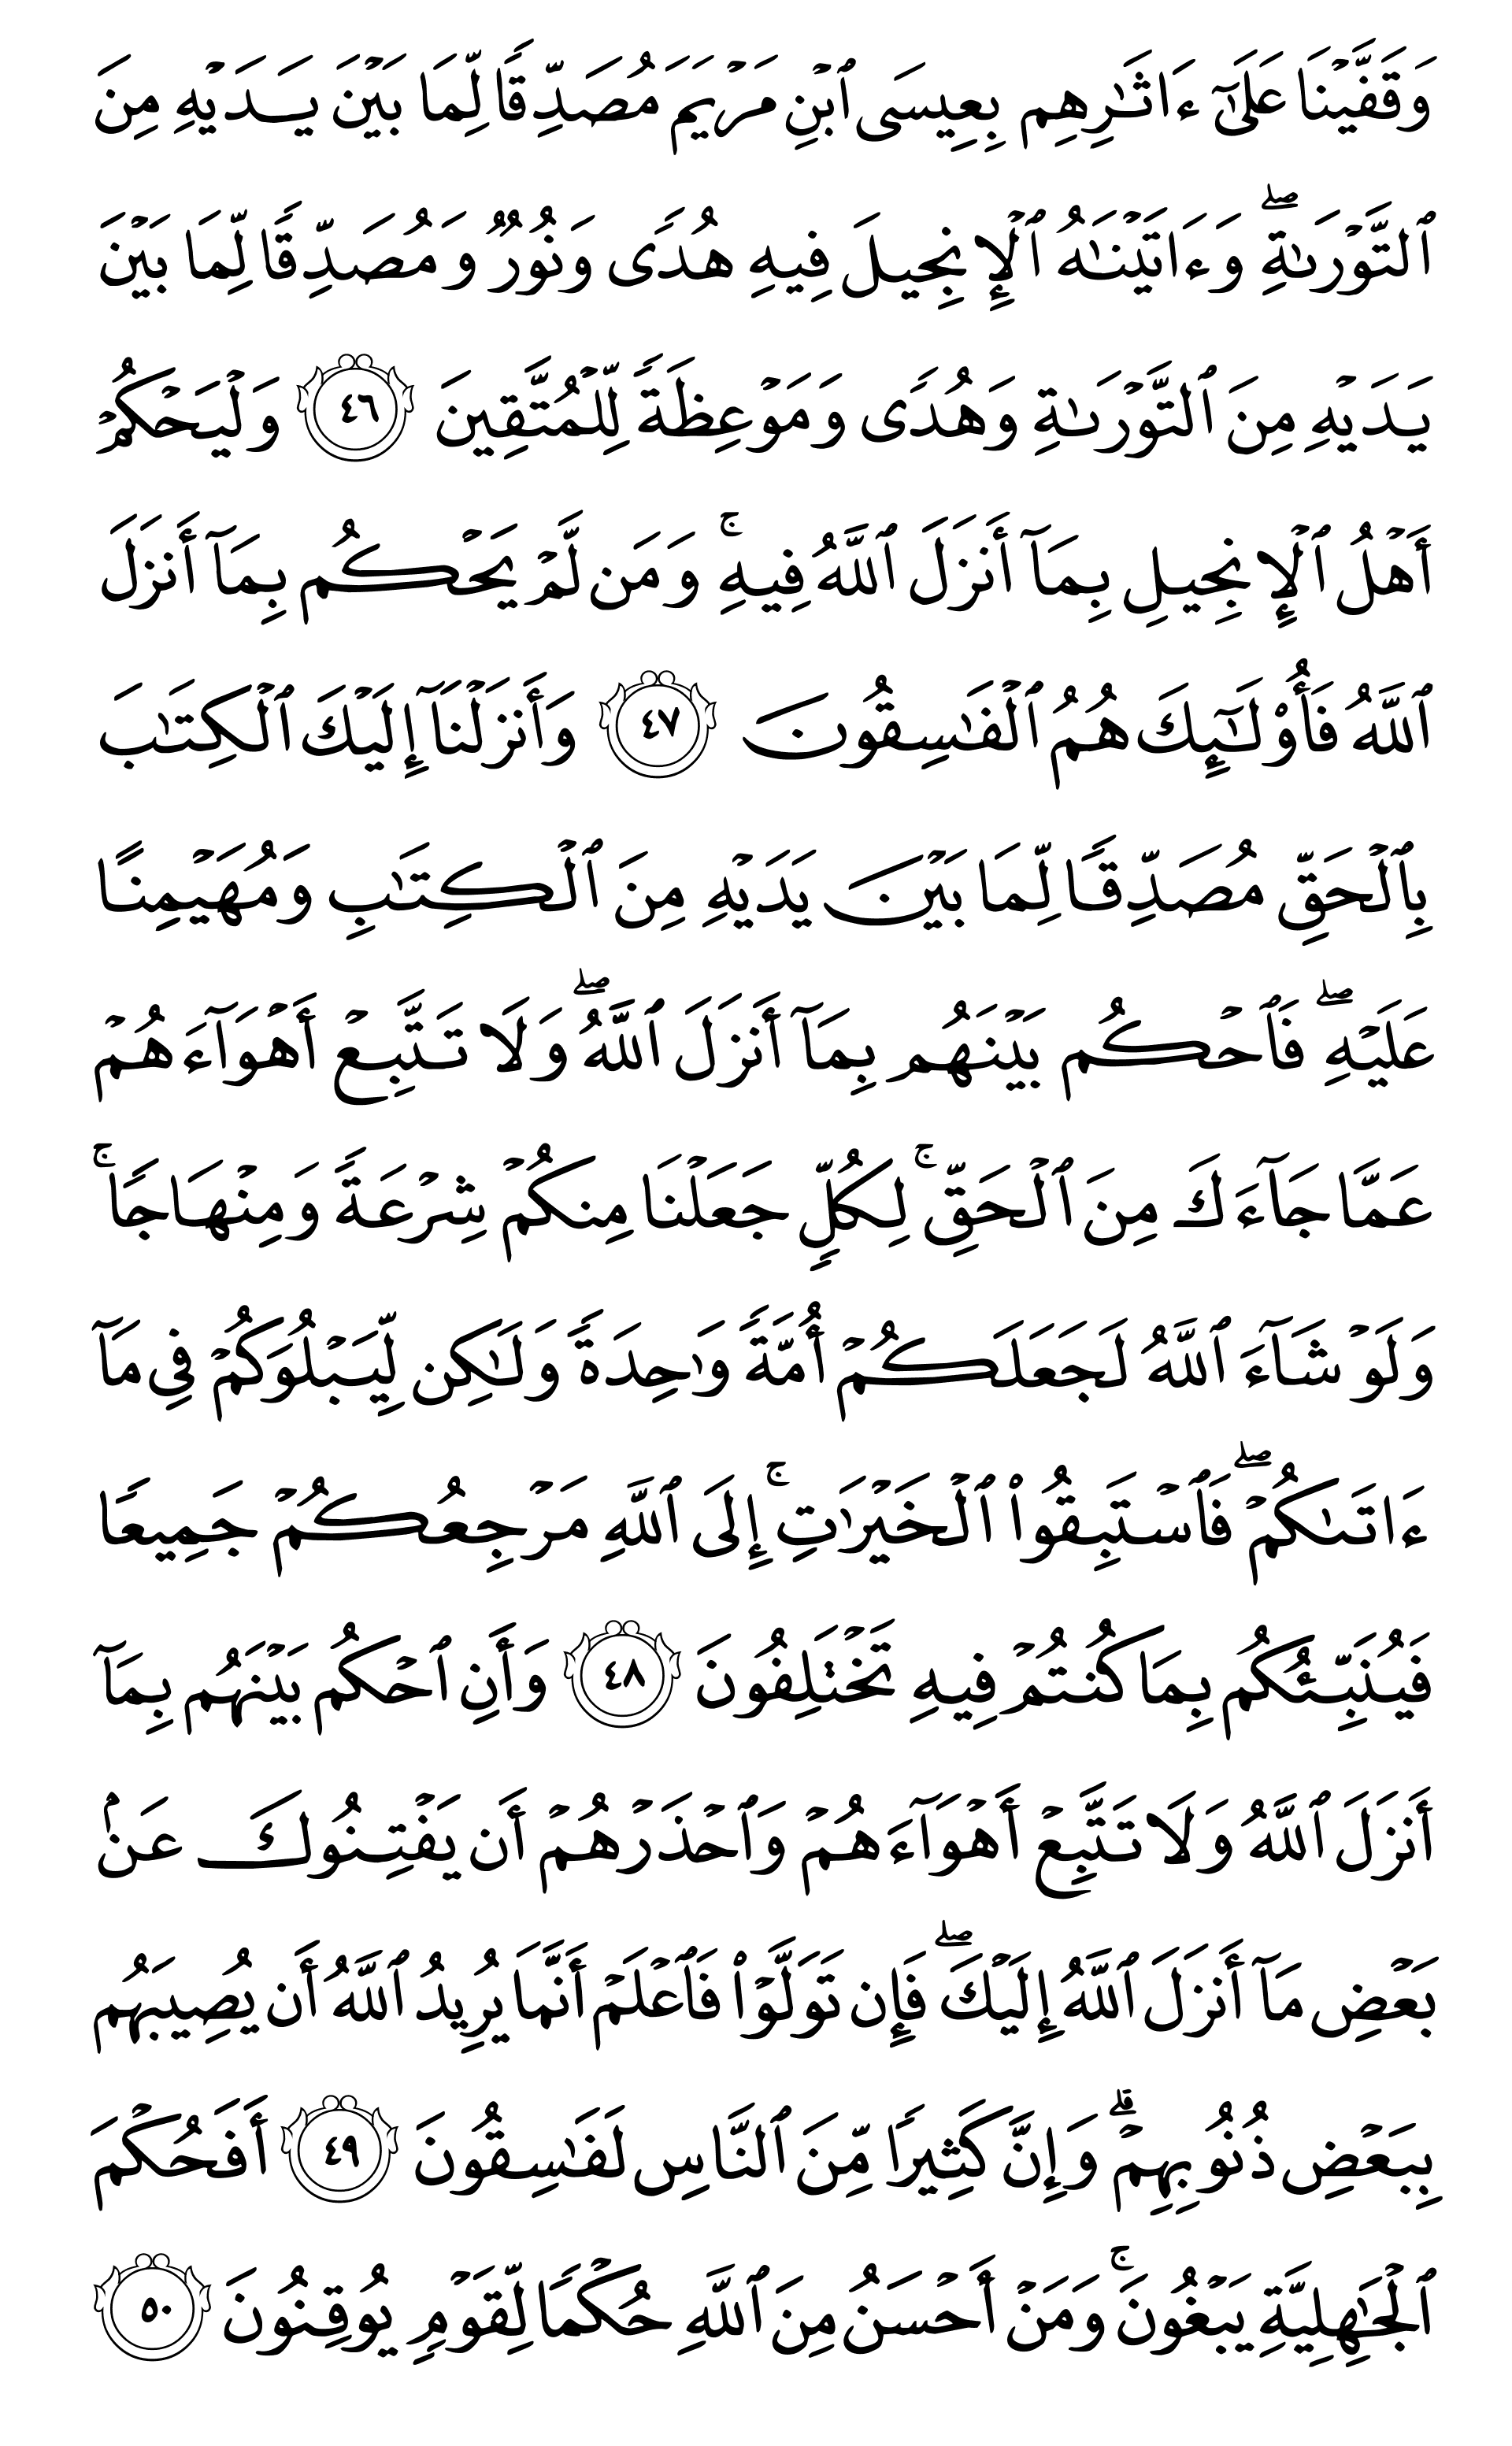 وَقَفَّيۡنَا عَلَىٰٓ ءَاثَٰرِهِم بِعِيسَى ٱبۡنِ مَرۡيَمَ مُصَدِّقٗا لِّمَا بَيۡنَ يَدَيۡهِ مِنَ
ٱلتَّوۡرَىٰةِۖ وَءَاتَيۡنَٰهُ ٱلۡإِنجِيلَ فِيهِ هُدٗى وَنُورٞ وَمُصَدِّقٗا لِّمَا بَيۡنَ
يَدَيۡهِ مِنَ ٱلتَّوۡرَىٰةِ وَهُدٗى وَمَوۡعِظَةٗ لِّلۡمُتَّقِينَ ٤٦ وَلۡيَحۡكُمۡ
أَهۡلُ ٱلۡإِنجِيلِ بِمَآ أَنزَلَ ٱللَّهُ فِيهِۚ وَمَن لَّمۡ يَحۡكُم بِمَآ أَنزَلَ
ٱللَّهُ فَأُوْلَٰٓئِكَ هُمُ ٱلۡفَٰسِقُونَ ٤٧ وَأَنزَلۡنَآ إِلَيۡكَ ٱلۡكِتَٰبَ
بِٱلۡحَقِّ مُصَدِّقٗا لِّمَا بَيۡنَ يَدَيۡهِ مِنَ ٱلۡكِتَٰبِ وَمُهَيۡمِنًا
عَلَيۡهِۖ فَٱحۡكُم بَيۡنَهُم بِمَآ أَنزَلَ ٱللَّهُۖ وَلَا تَتَّبِعۡ أَهۡوَآءَهُمۡ
عَمَّا جَآءَكَ مِنَ ٱلۡحَقِّۚ لِكُلّٖ جَعَلۡنَا مِنكُمۡ شِرۡعَةٗ وَمِنۡهَاجٗاۚ
وَلَوۡ شَآءَ ٱللَّهُ لَجَعَلَكُمۡ أُمَّةٗ وَٰحِدَةٗ وَلَٰكِن لِّيَبۡلُوَكُمۡ فِي مَآ
ءَاتَىٰكُمۡۖ فَٱسۡتَبِقُواْ ٱلۡخَيۡرَٰتِۚ إِلَى ٱللَّهِ مَرۡجِعُكُمۡ جَمِيعٗا
فَيُنَبِّئُكُم بِمَا كُنتُمۡ فِيهِ تَخۡتَلِفُونَ ٤٨ وَأَنِ ٱحۡكُم بَيۡنَهُم بِمَآ
أَنزَلَ ٱللَّهُ وَلَا تَتَّبِعۡ أَهۡوَآءَهُمۡ وَٱحۡذَرۡهُمۡ أَن يَفۡتِنُوكَ عَنۢ
بَعۡضِ مَآ أَنزَلَ ٱللَّهُ إِلَيۡكَۖ فَإِن تَوَلَّوۡاْ فَٱعۡلَمۡ أَنَّمَا يُرِيدُ ٱللَّهُ أَن يُصِيبَهُم
بِبَعۡضِ ذُنُوبِهِمۡۗ وَإِنَّ كَثِيرٗا مِّنَ ٱلنَّاسِ لَفَٰسِقُونَ ٤٩ أَفَحُكۡمَ
ٱلۡجَٰهِلِيَّةِ يَبۡغُونَۚ وَمَنۡ أَحۡسَنُ مِنَ ٱللَّهِ حُكۡمٗا لِّقَوۡمٖ يُوقِنُونَ ٥٠